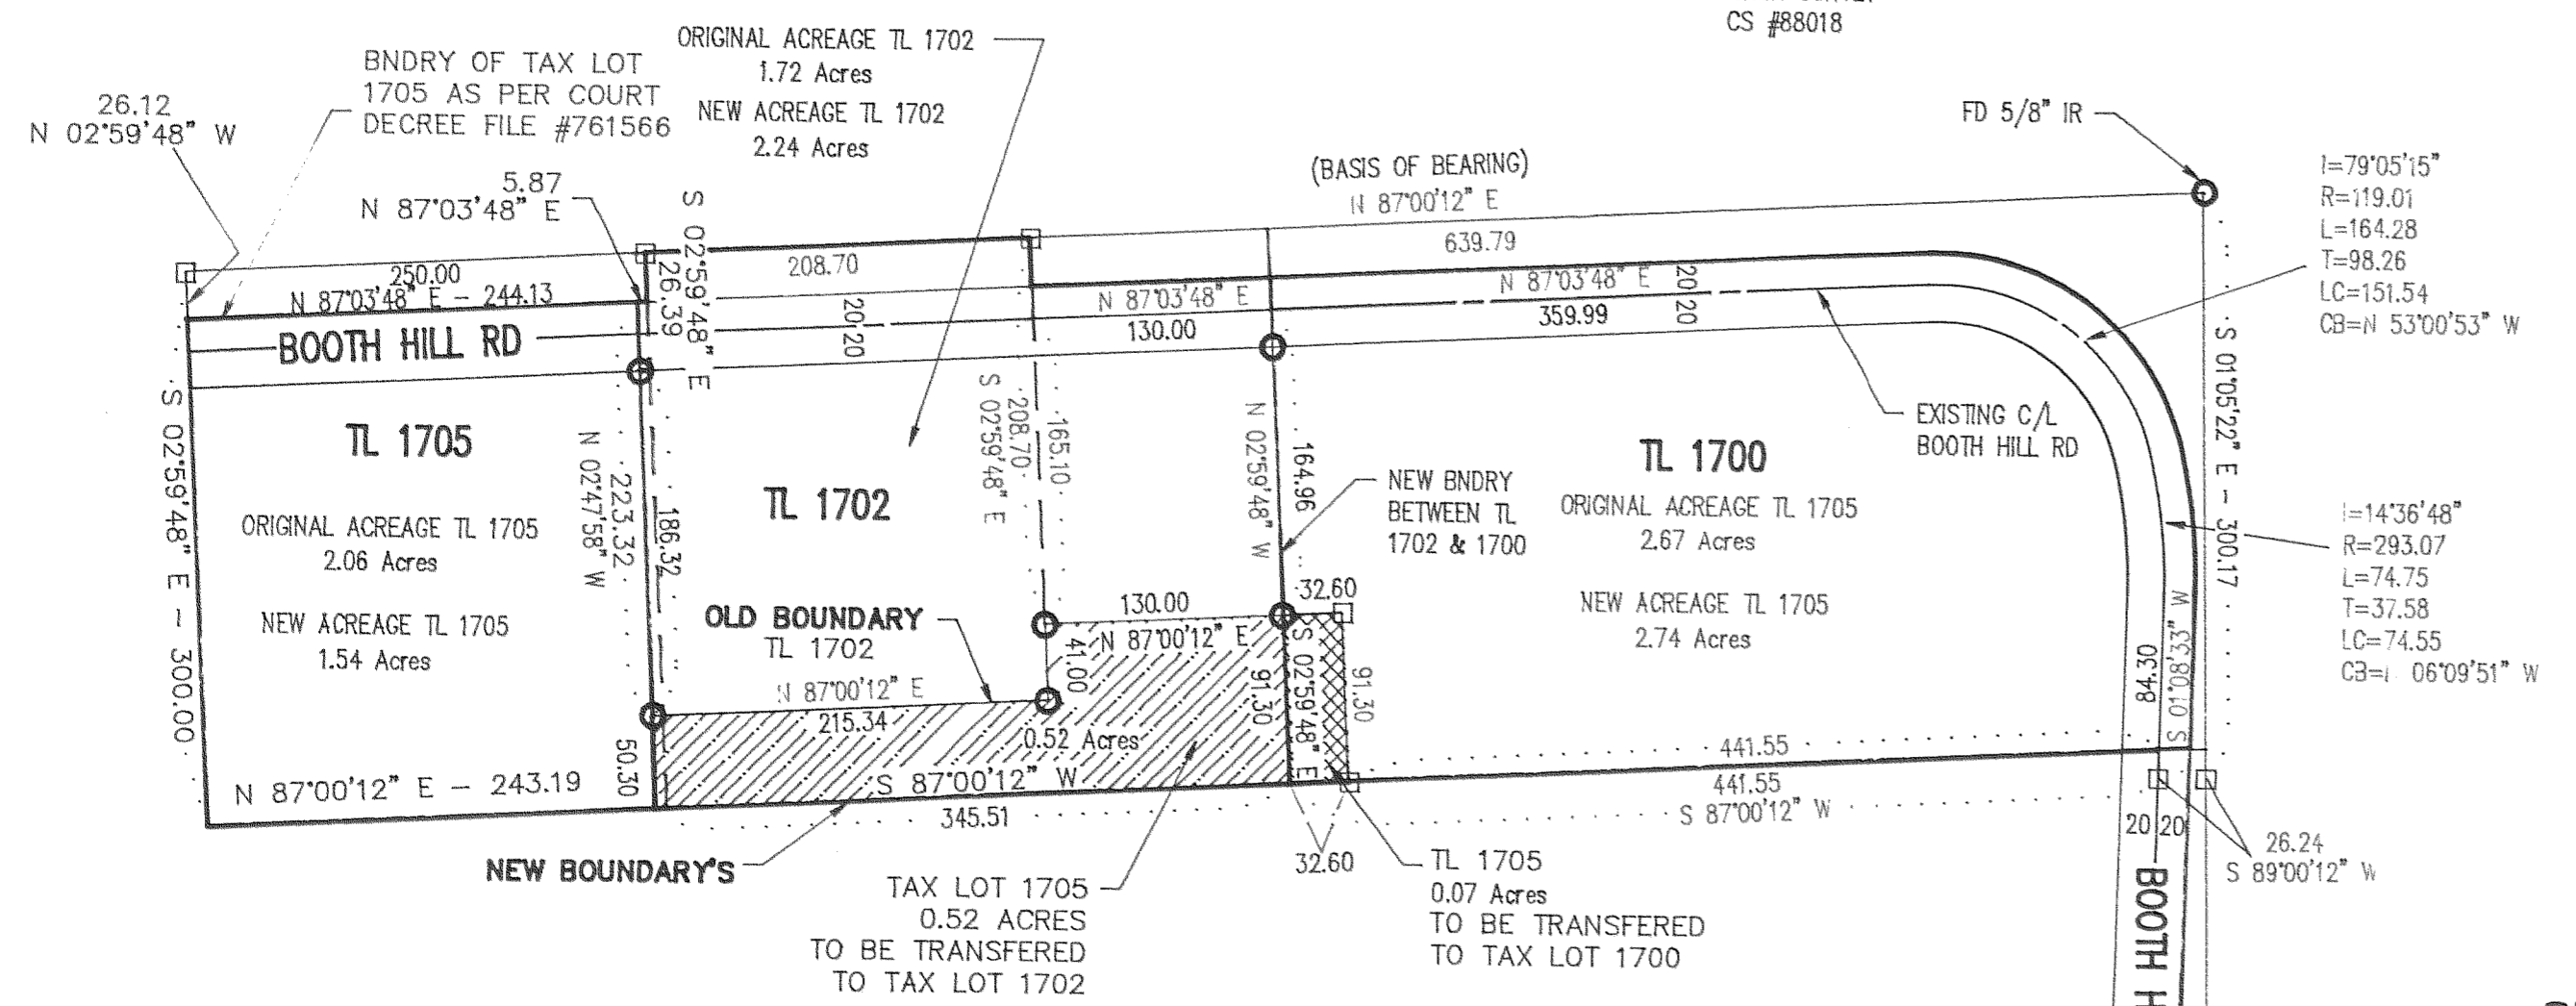 CS #88018
ORIGINAL ACREAGE TL 1702
1.72 Acres
NEW ACREAGE TL 1702
2.24 Acres
BNDRY OF TAX LOT
1705 AS PER COURT
DECREE FILE #761566
26.12
N 02°59'48" W
5.87
N 87°03'48" E
S 02°59'48" E
26.39
250.00
N 87°03'48" E - 244.13
BOOTH HILL RD
208.70
20
20
(BASIS OF BEARING)
N 87°00'12" E
639.79
N 87°03'48" E
130.00
N 87°03'48" E
359.99
20
20
FD 5/8" IR
I=79°05'15"
R=119.01
L=164.28
T=98.26
LC=151.54
CB=N 53°00'53" W
S 01°05'22" E - 300.17
EXISTING C/L
BOOTH HILL RD
S 02°59'48" E - 300.00
TL 1705
ORIGINAL ACREAGE TL 1705
2.06 Acres
NEW ACREAGE TL 1705
1.54 Acres
N 02°47'58" W
223.32
186.32
TL 1702
S 02°59'48" E
208.70
165.10
N 02°59'48" W
164.96
NEW BNDRY
BETWEEN TL
1702 & 1700
TL 1700
ORIGINAL ACREAGE TL 1705
2.67 Acres
NEW ACREAGE TL 1705
2.74 Acres
I=14°36'48"
R=293.07
L=74.75
T=37.58
LC=74.55
06°09'51" W
OLD BOUNDARY
TL 1702
N 87°00'12" E
215.34
130.00
N 87°00'12" E
41.00
32.60
91.30
S 02°59'48" E
91.30
0.52 Acres
S 87°00'12" W
345.51
50.30
N 87°00'12" E - 243.19
84.30
S 01°08'33" W
441.55
441.55
S 87°00'12" W
20
20
26.24
S 89°00'12" W
32.60
NEW BOUNDARY'S
TAX LOT 1705
0.52 ACRES
TO BE TRANSFERED
TO TAX LOT 1702
TL 1705
0.07 Acres
TO BE TRANSFERED
TO TAX LOT 1700
BOOTH H